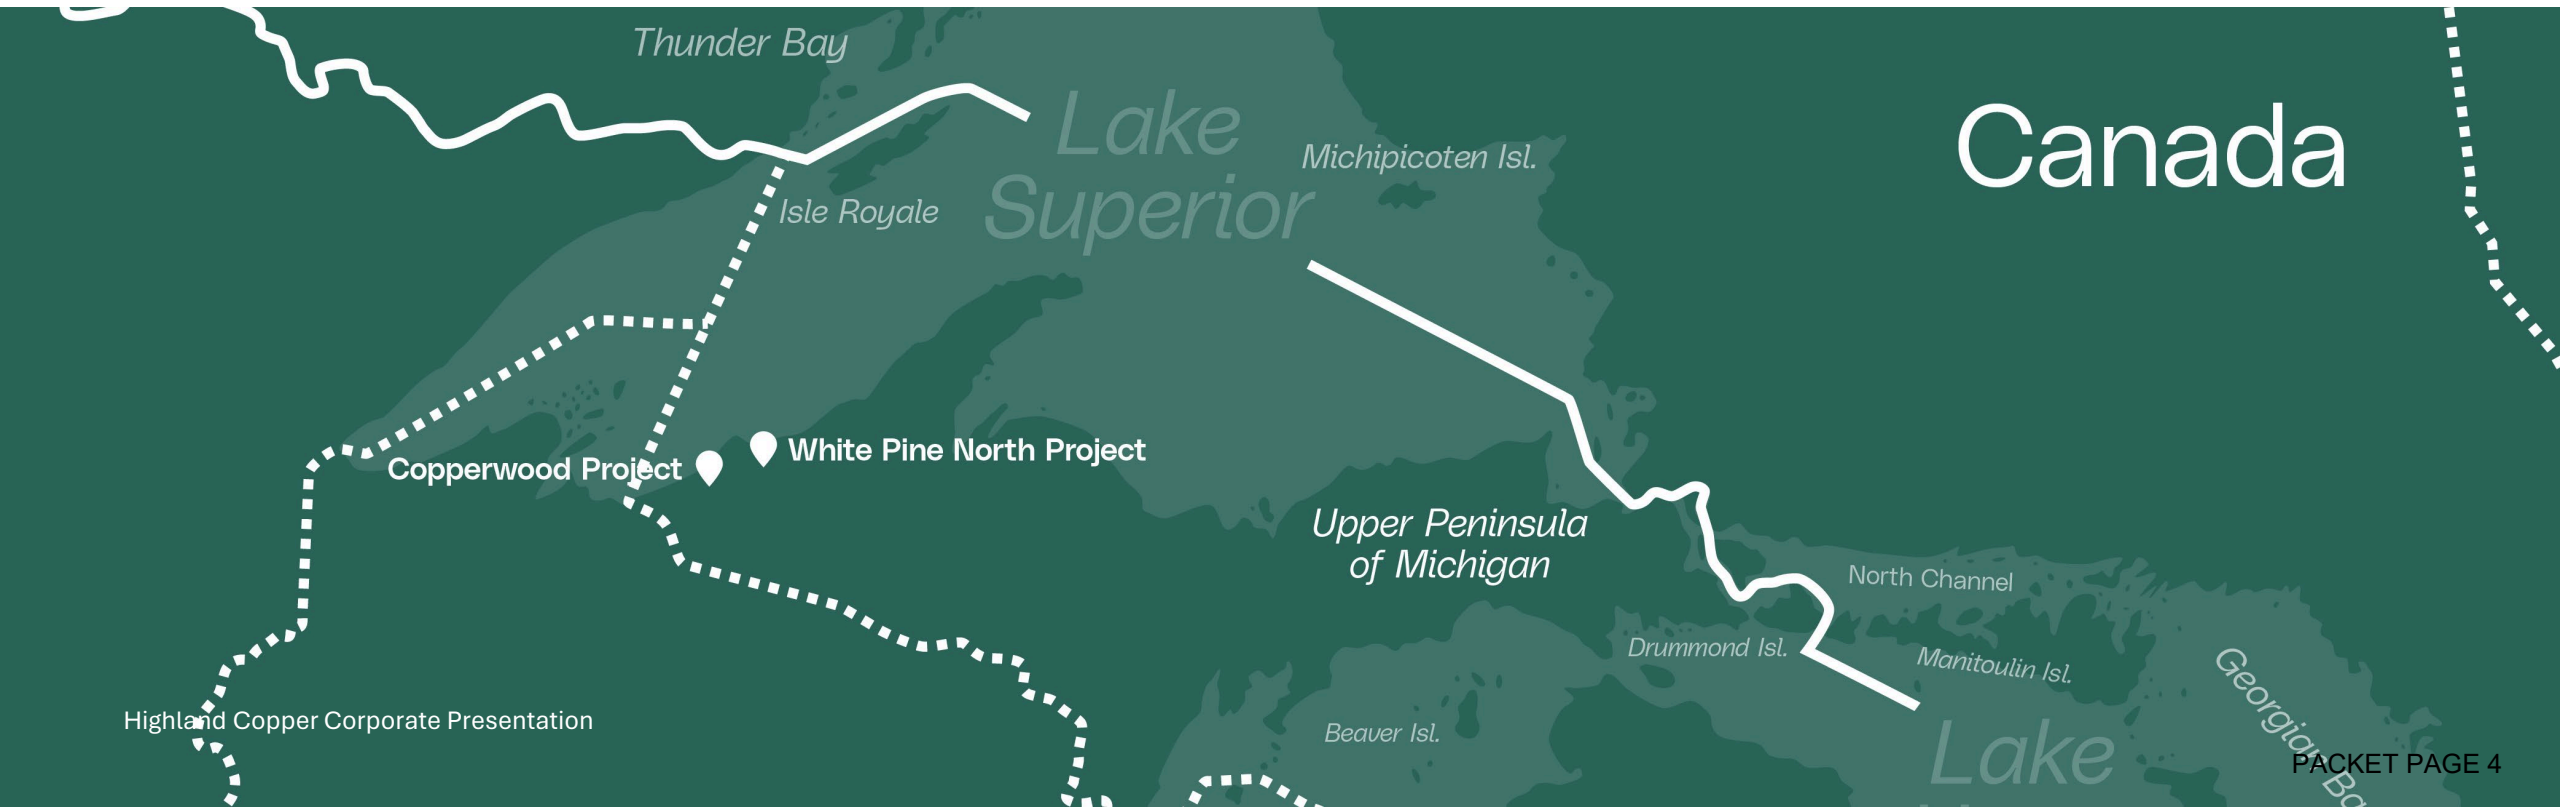 Thunder Bay
Lake
Superior
Michipicoten Isl.
Canada
Isle Royale
Copperwood Project
White Pine North Project
Upper Peninsula
of Michigan
North Channel
Drummond Isl.
Manitoulin Isl.
Georgian
Beaver Isl.
Highland Copper Corporate Presentation
Lake
PACKET PAGE 4